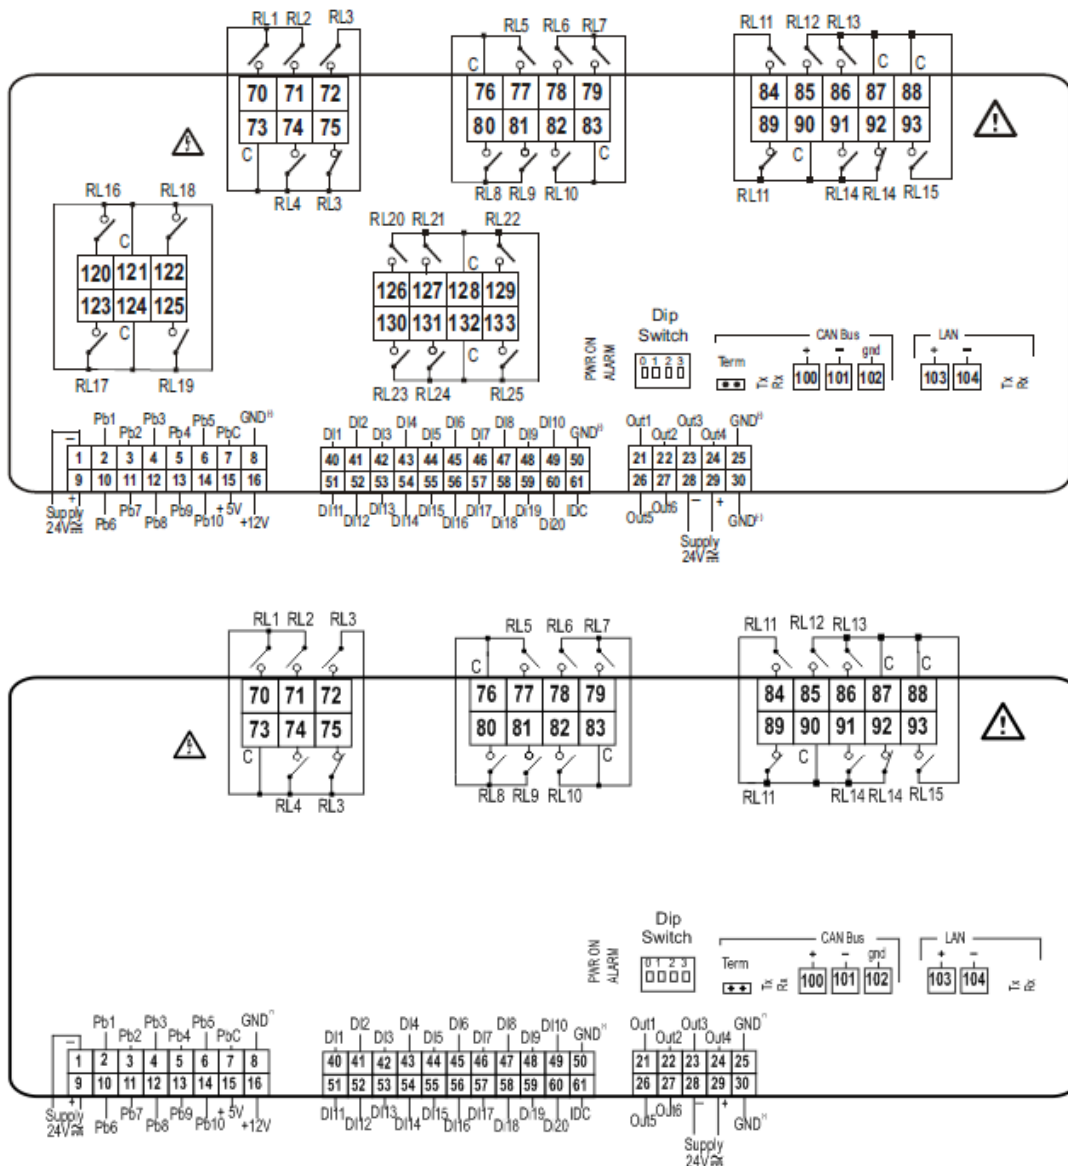 RL1 RL2 RL3
RL5 RL6 RL7
RL11 RL12 RL13
C
C C
70 71 72
73 74 75
76 77 78 79
80 81 82 83
84 85 86 87 88
89 90 91 92 93
C
C
C
RL4 RL3
RL8 RL9 RL10
RL11 RL14 RL14 RL15
RL16 RL18
RL20 RL21 RL22
C
C
120 121 122
123 124 125
126 127 128 129
130 131 132 133
C
C
RL17 RL19
RL23 RL24 RL25
PWR ON
ALARM
Dip
Switch
0 1 2 3
Term
Tx
Rx
CAN Bus
+ − gnd
100 101 102
LAN
+ −
103 104
Tx
Rx
Pb1 Pb2 Pb3 Pb4 Pb5 PbC GND
−
1 2 3 4 5 6 7 8
9 10 11 12 13 14 15 16
+
Supply
24V
Pb6 Pb7 Pb8 Pb9 Pb10 +5V +12V
DI1 DI2 DI3 DI4 DI5 DI6 DI7 DI8 DI9 DI10 GND
40 41 42 43 44 45 46 47 48 49 50
51 52 53 54 55 56 57 58 59 60 61
DI11 DI12 DI13 DI14 DI15 DI16 DI17 DI18 DI19 DI20 IDC
Out1 Out2 Out3 Out4 GND
21 22 23 24 25
26 27 28 29 30
Out5 Out6 − + GND
Supply
24V
RL1 RL2 RL3
RL5 RL6 RL7
RL11 RL12 RL13
C
C C
70 71 72
73 74 75
76 77 78 79
80 81 82 83
84 85 86 87 88
89 90 91 92 93
C
C
C
RL4 RL3
RL8 RL9 RL10
RL11 RL14 RL14 RL15
PWR ON
ALARM
Dip
Switch
0 1 2 3
Term
Tx
Rx
CAN Bus
+ − gnd
100 101 102
LAN
+ −
103 104
Tx
Rx
Pb1 Pb2 Pb3 Pb4 Pb5 PbC GND
−
1 2 3 4 5 6 7 8
9 10 11 12 13 14 15 16
+
Supply
24V
Pb6 Pb7 Pb8 Pb9 Pb10 +5V +12V
DI1 DI2 DI3 DI4 DI5 DI6 DI7 DI8 DI9 DI10 GND
40 41 42 43 44 45 46 47 48 49 50
51 52 53 54 55 56 57 58 59 60 61
DI11 DI12 DI13 DI14 DI15 DI16 DI17 DI18 DI19 DI20 IDC
Out1 Out2 Out3 Out4 GND
21 22 23 24 25
26 27 28 29 30
Out5 Out6 − + GND
Supply
24V